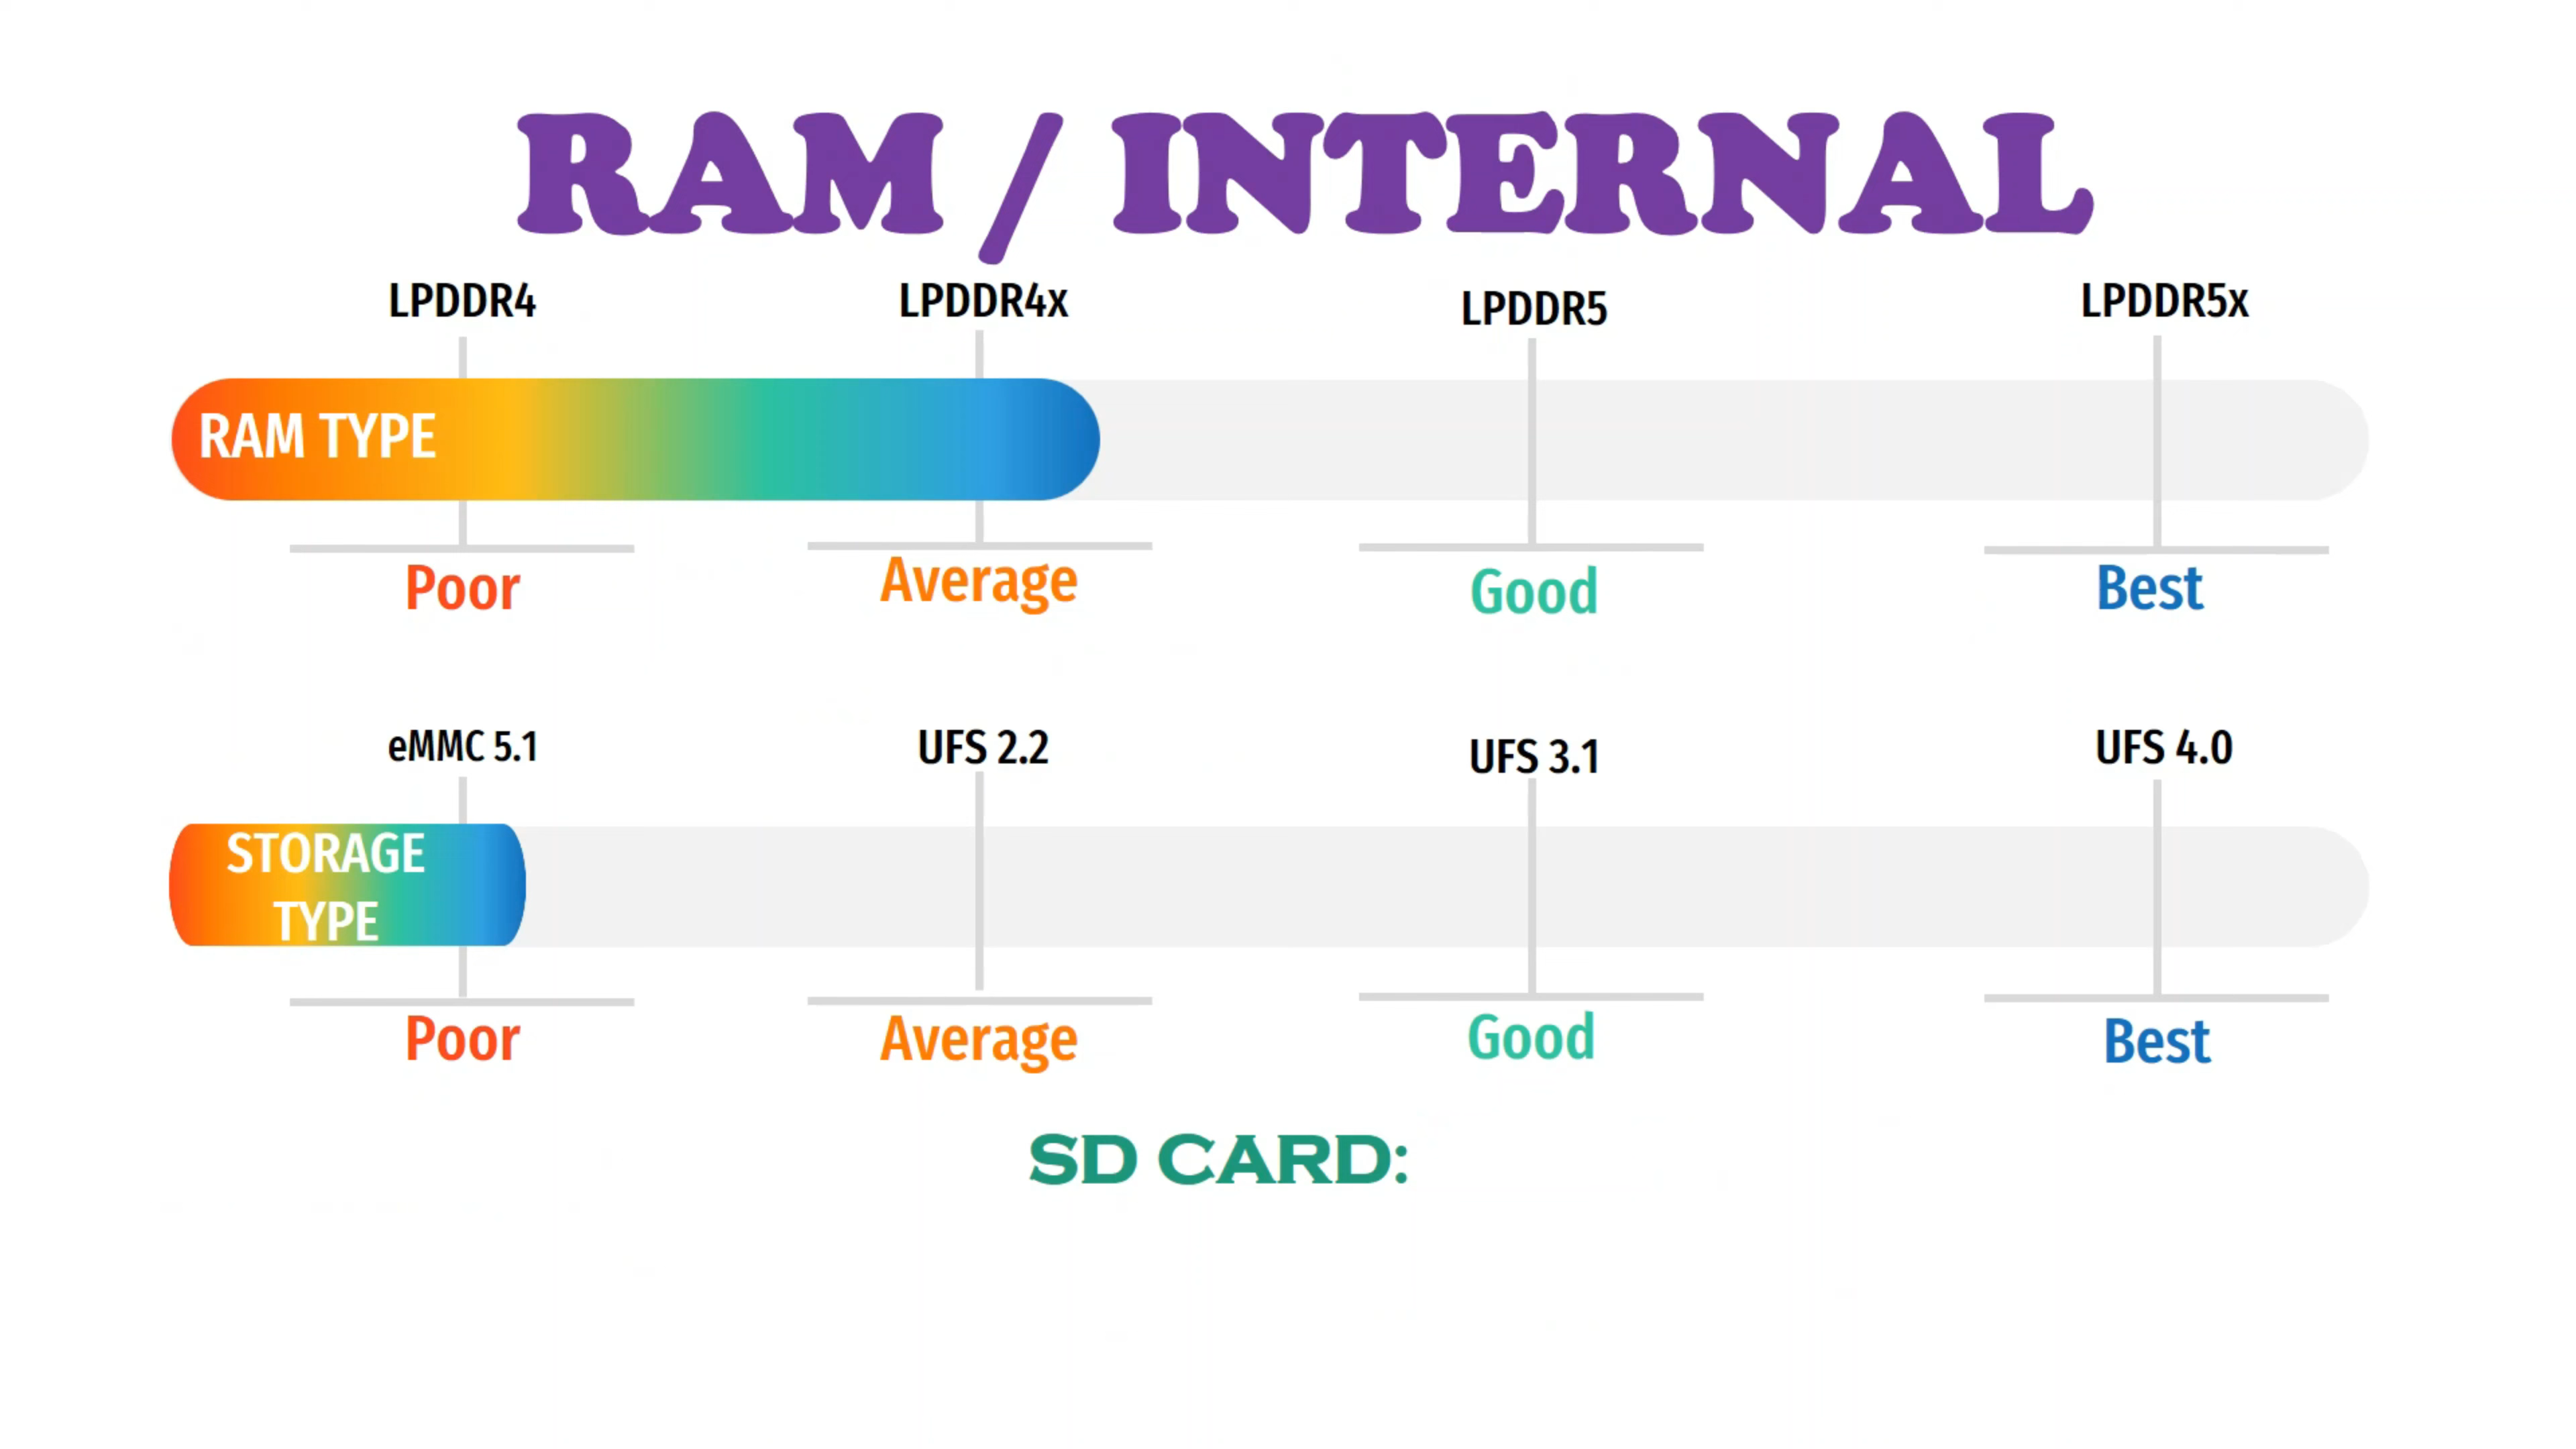 RAM / INTERNAL
LPDDR4 LPDDR4x LPDDR5 LPDDR5x
RAM TYPE
Poor Average Good Best
eMMC 5.1 UFS 2.2 UFS 3.1 UFS 4.0
STORAGE
TYPE
Poor Average Good Best
SD CARD: